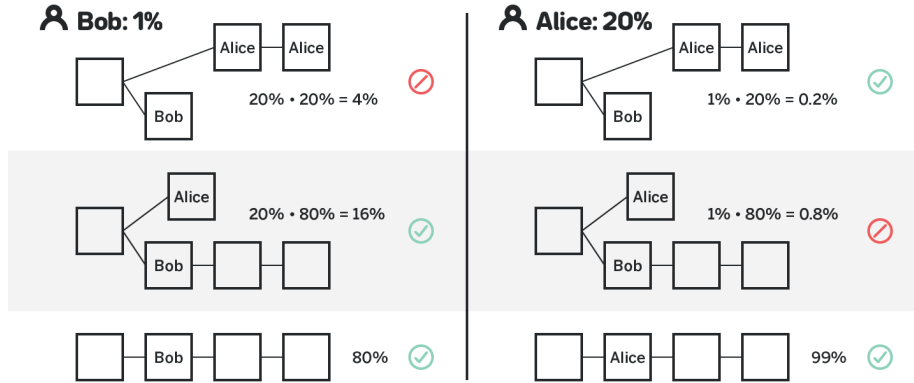 Bob: 1%
Alice Alice
20% • 20% = 4%
Bob
Alice
20% • 80% = 16%
Bob
Bob
80%
Alice: 20%
Alice Alice
1% • 20% = 0.2%
Bob
Alice
1% • 80% = 0.8%
Bob
Alice
99%